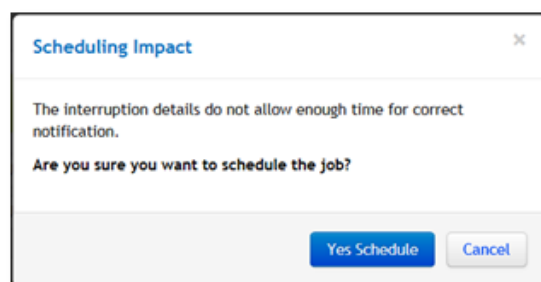 Scheduling Impact
×
The interruption details do not allow enough time for correct
notification.
Are you sure you want to schedule the job?
Yes Schedule
Cancel